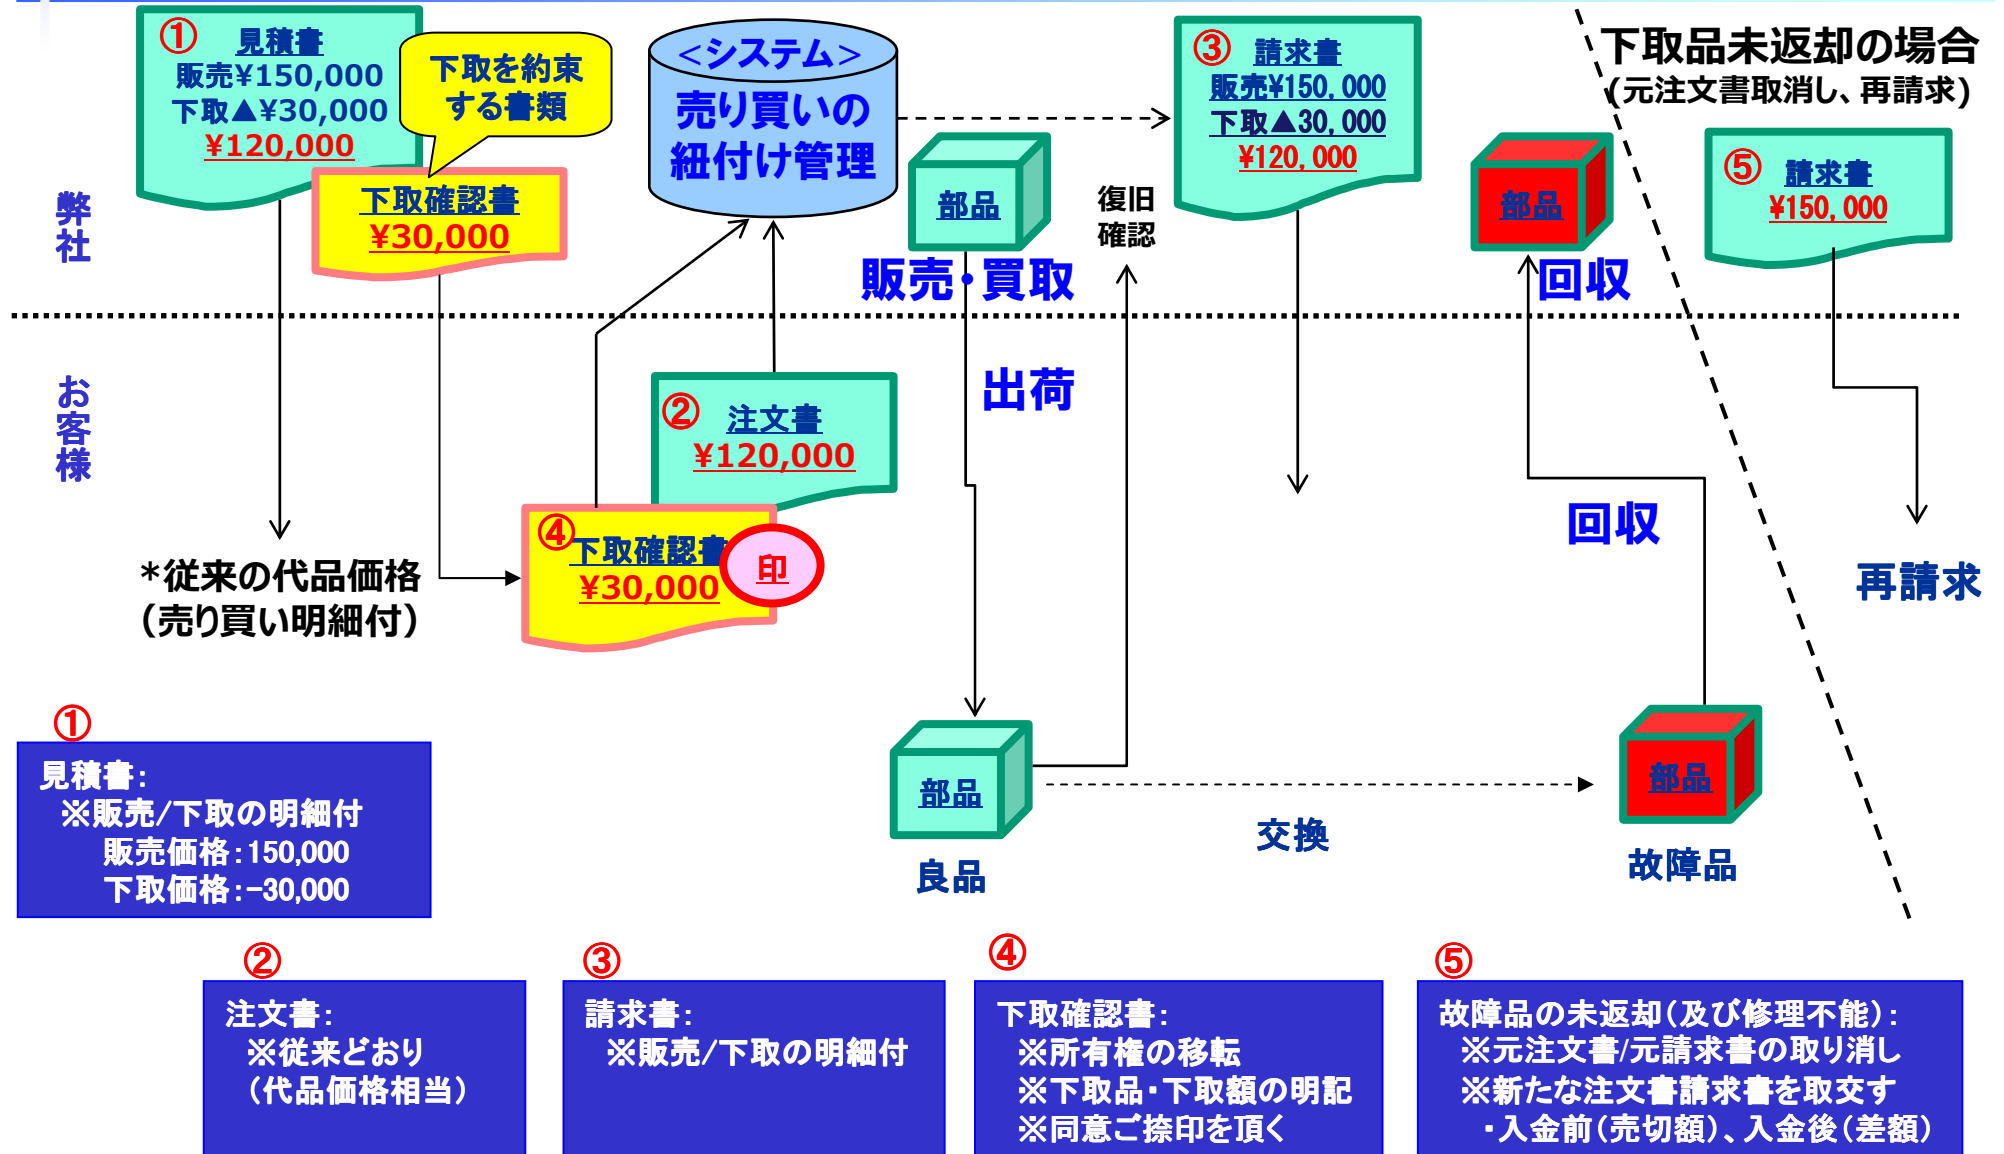 ①
見積書
販売¥150,000
下取▲¥30,000
¥120,000
下取を約束
する書類
下取確認書
¥30,000
<システム>
売り買いの
紐付け管理
部品
販売・買取
復旧
確認
③
請求書
販売¥150,000
下取▲30,000
¥120,000
部品
回収
下取品未返却の場合
(元注文書取消し、再請求)
⑤
請求書
¥150,000
弊社
お客様
②
注文書
¥120,000
④
下取確認書
¥30,000
印
出荷
*従来の代品価格
(売り買い明細付)
回収
再請求
部品
良品
交換
部品
故障品
①
見積書:
※販売/下取の明細付
販売価格:150,000
下取価格:-30,000
②
注文書:
※従来どおり
(代品価格相当)
③
請求書:
※販売/下取の明細付
④
下取確認書:
※所有権の移転
※下取品・下取額の明記
※同意ご捺印を頂く
⑤
故障品の未返却(及び修理不能):
※元注文書/元請求書の取り消し
※新たな注文書請求書を取交す
・入金前(売切額)、入金後(差額)